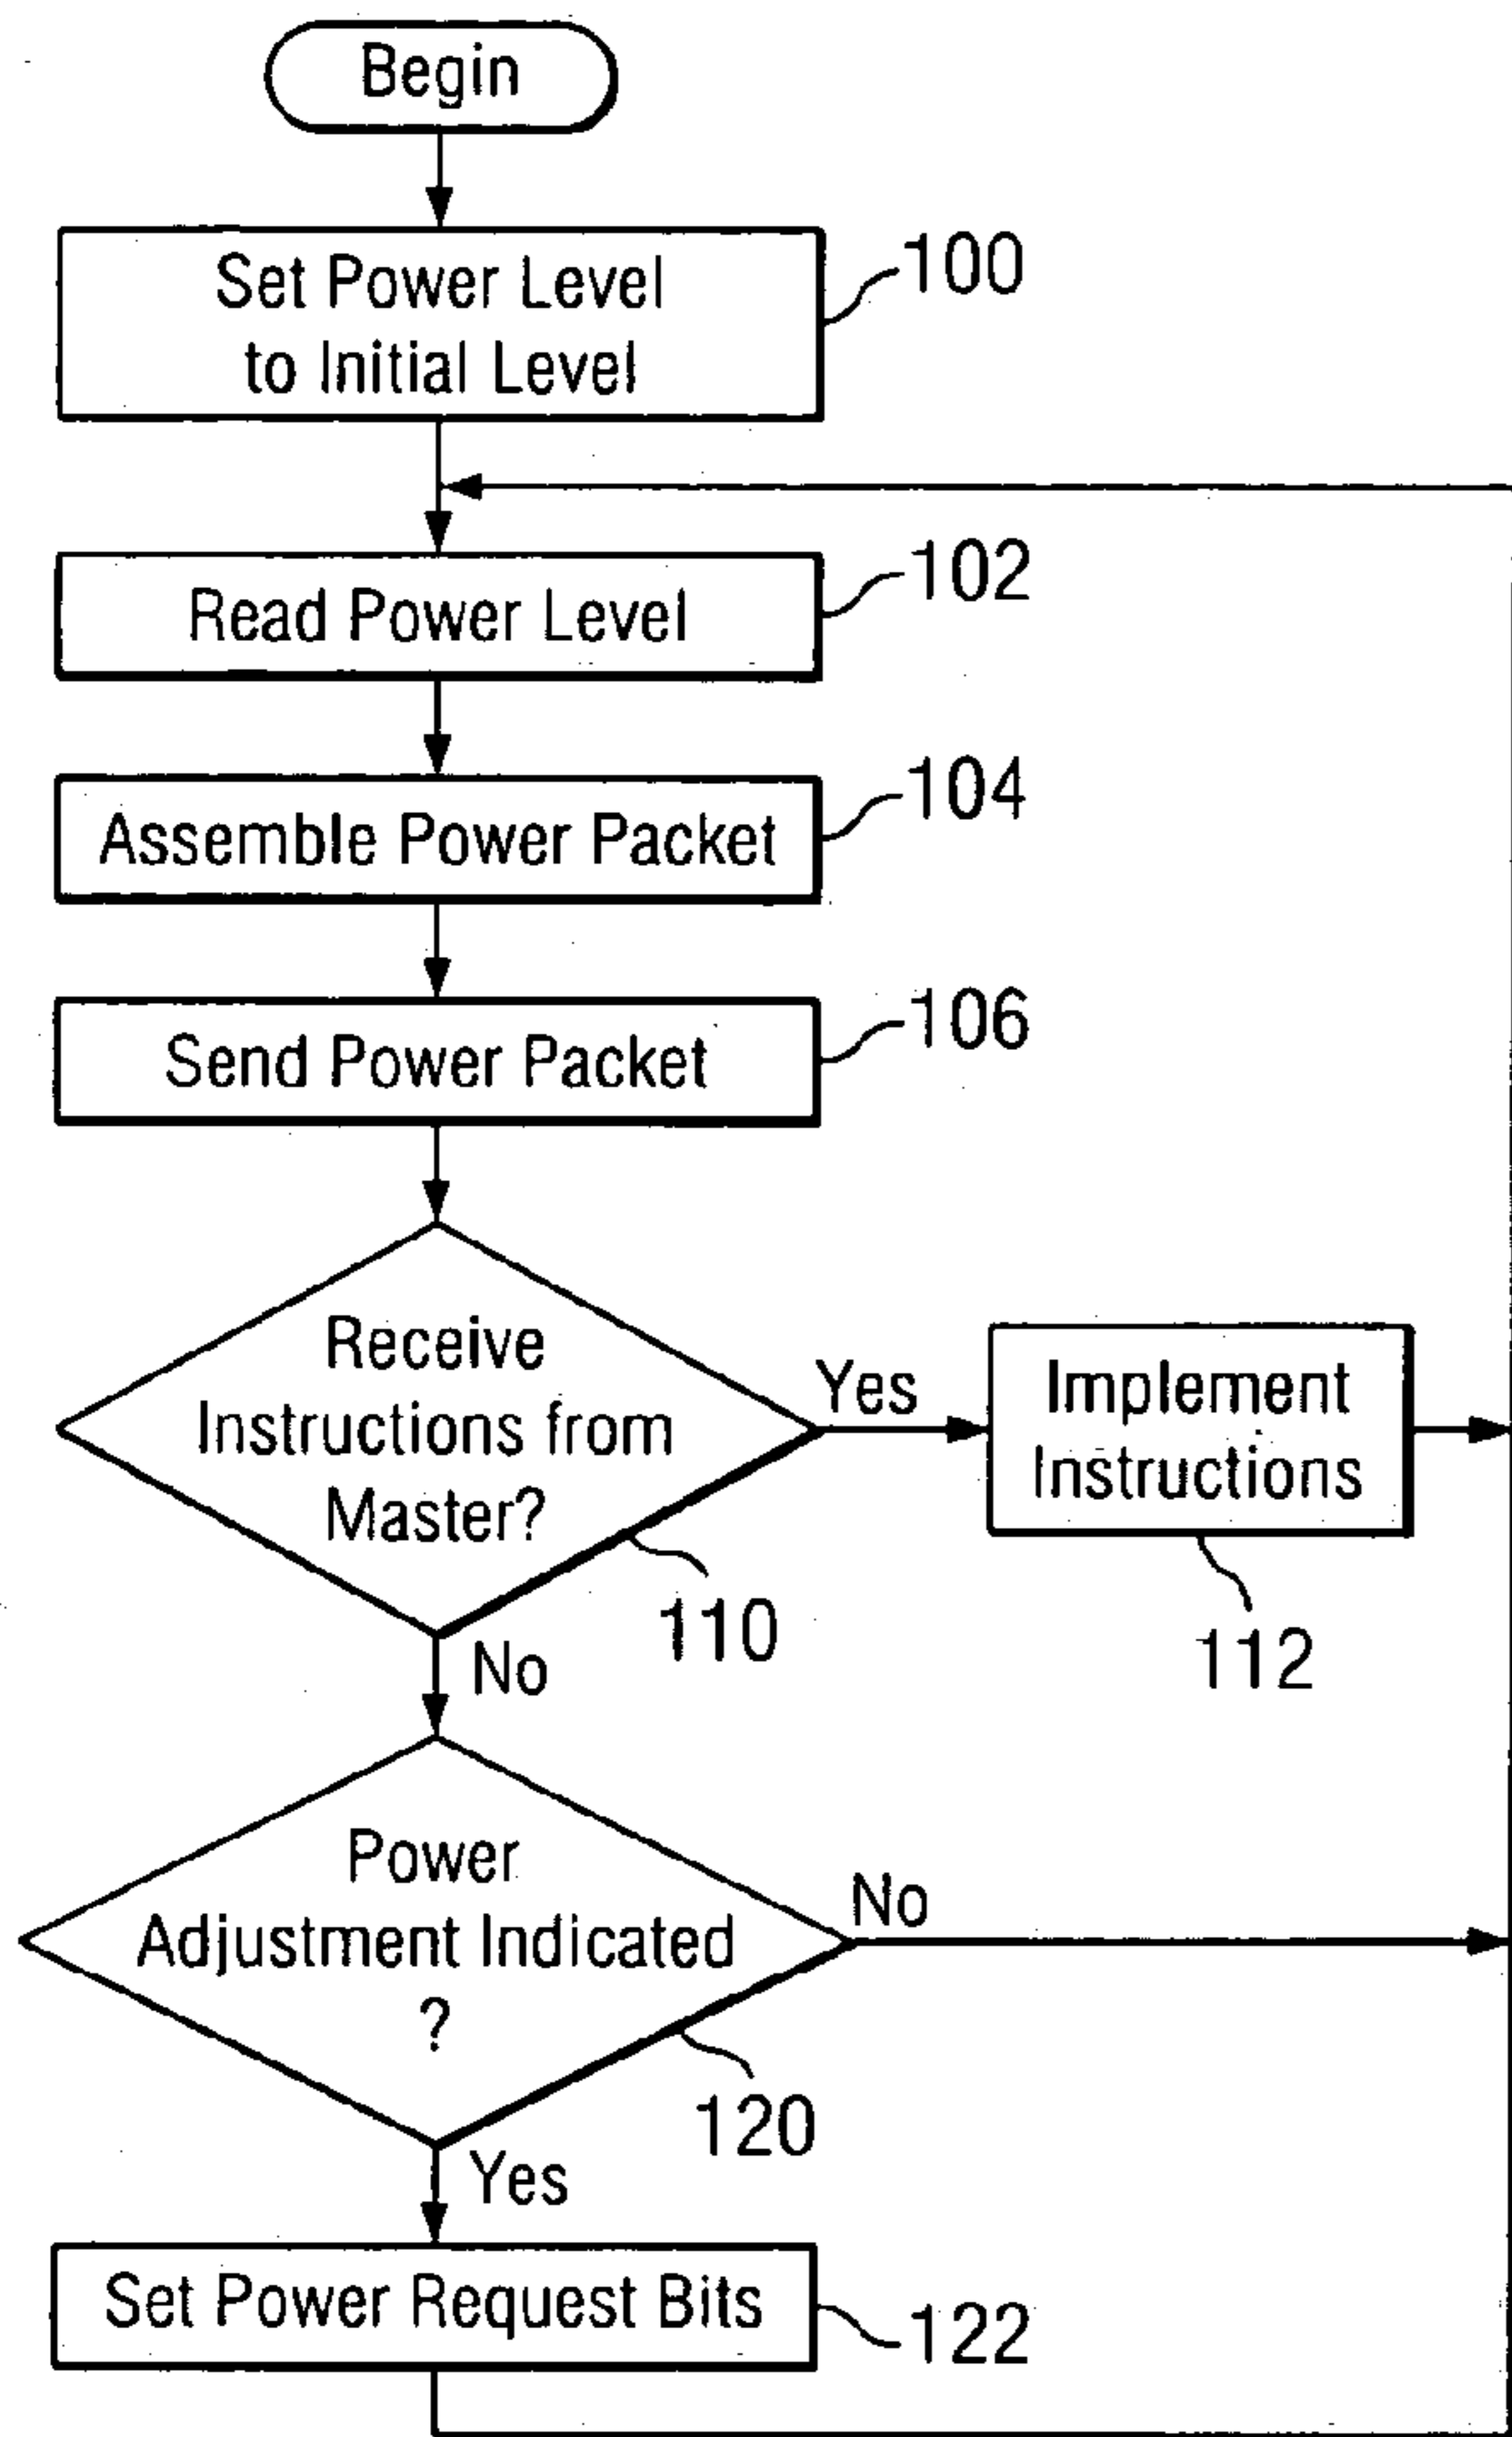 Begin
Set Power Level
to Initial Level
100
Read Power Level
102
Assemble Power Packet
104
Send Power Packet
106
Receive
Instructions from
Master?
110
Yes
Implement
Instructions
112
No
Power
Adjustment Indicated
?
120
No
Yes
Set Power Request Bits
122